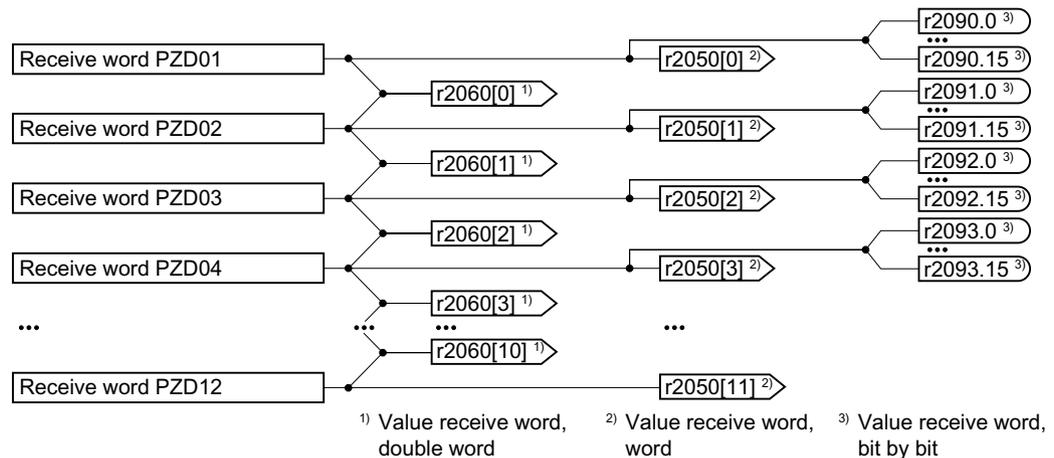 r2090.0 3)
...
Receive word PZD01 r2050[0] 2) r2090.15 3)
r2060[0] 1) r2091.0 3)
...
Receive word PZD02 r2050[1] 2) r2091.15 3)
r2060[1] 1) r2092.0 3)
...
Receive word PZD03 r2050[2] 2) r2092.15 3)
r2060[2] 1) r2093.0 3)
...
Receive word PZD04 r2050[3] 2) r2093.15 3)
r2060[3] 1)
... ... ... ...
r2060[10] 1)
Receive word PZD12 r2050[11] 2)
1) Value receive word, 2) Value receive word, 3) Value receive word,
double word word bit by bit